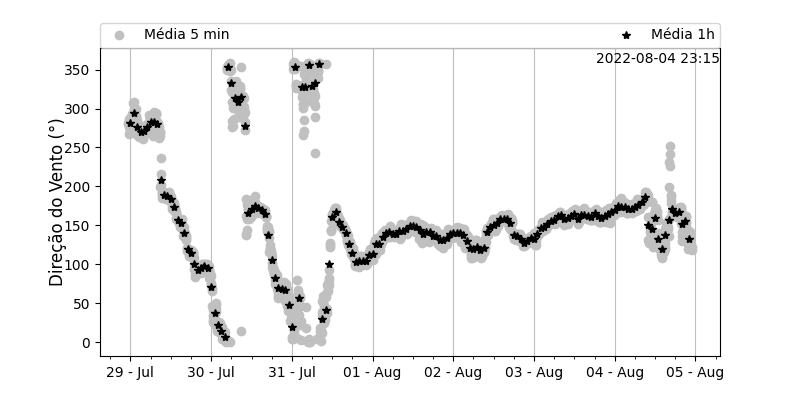 Média 5 min
Média 1h
2022-08-04 23:15
Direção do Vento (°)
350
300
250
200
150
100
50
0
29 - Jul
30 - Jul
31 - Jul
01 - Aug
02 - Aug
03 - Aug
04 - Aug
05 - Aug